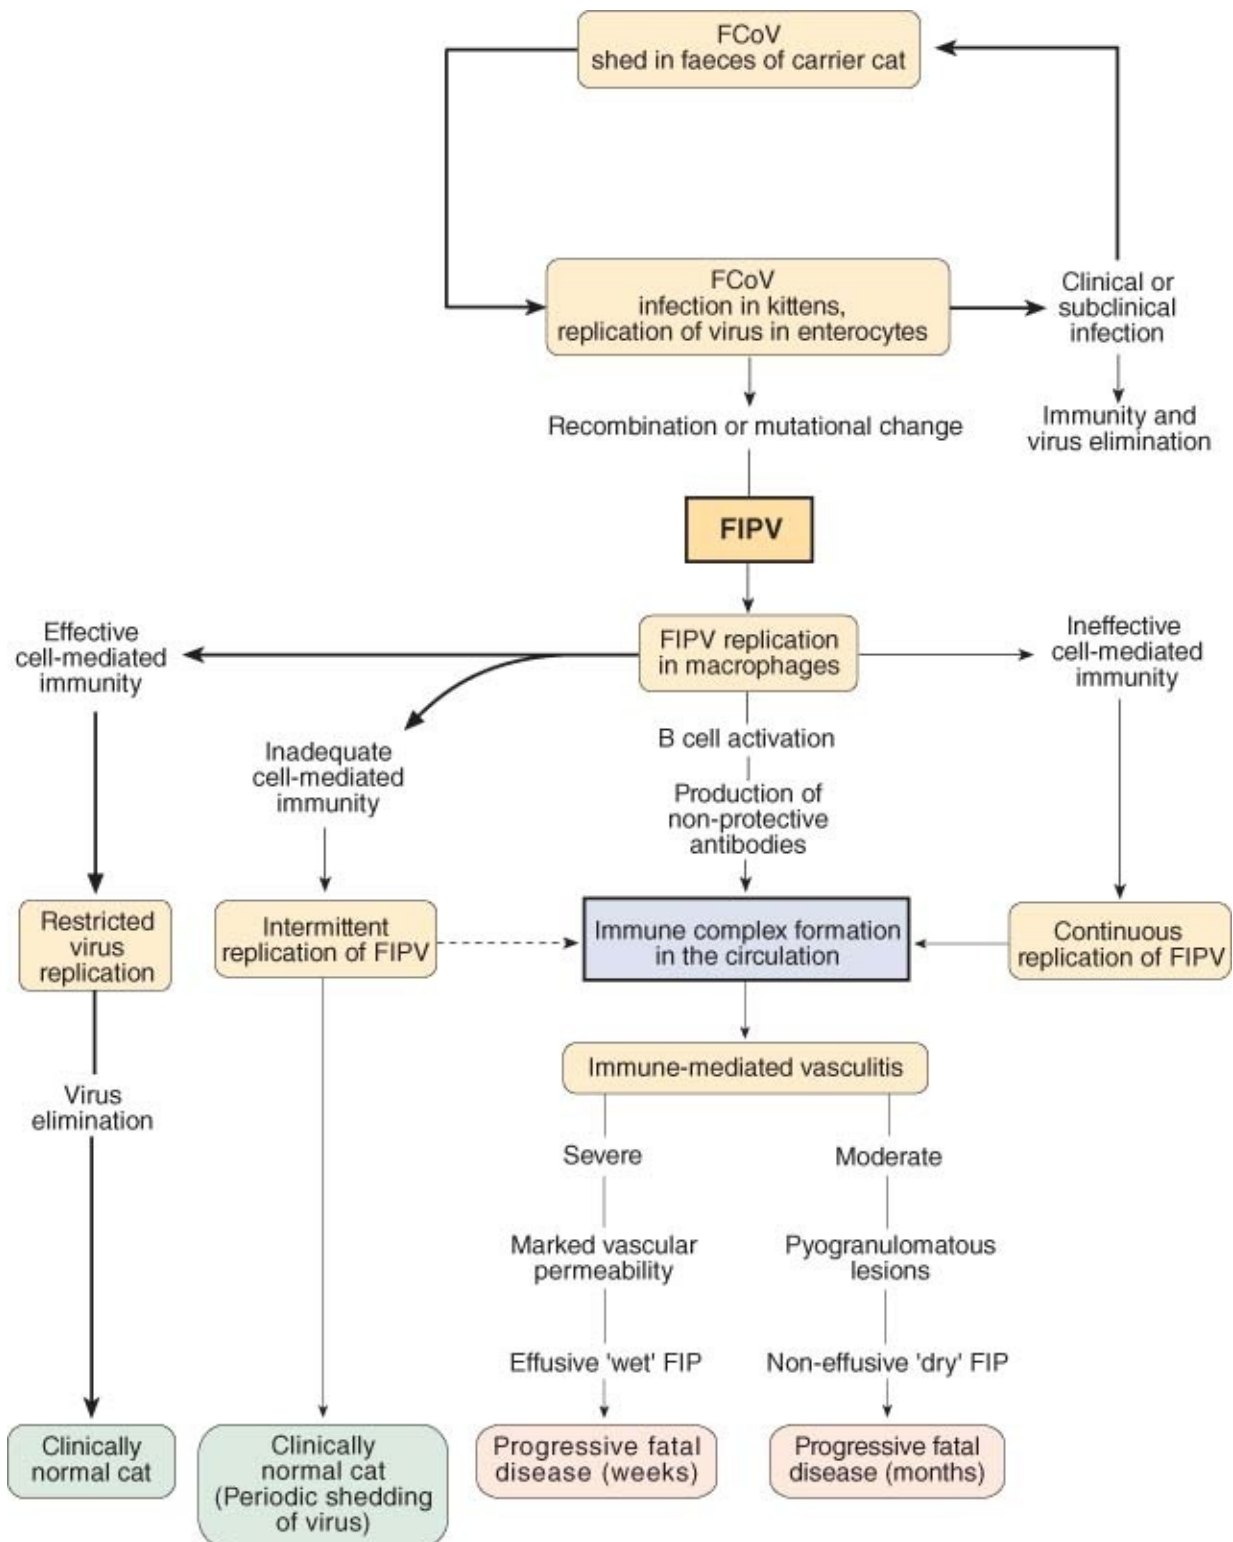 FCoV
shed in faeces of carrier cat
FCoV
infection in kittens,
replication of virus in enterocytes
Clinical or
subclinical
infection
Recombination or mutational change
Immunity and
virus elimination
FIPV
Effective
cell-mediated
immunity
FIPV replication
in macrophages
Ineffective
cell-mediated
immunity
Inadequate
cell-mediated
immunity
B cell activation
Production of
non-protective
antibodies
Restricted
virus
replication
Intermittent
replication of FIPV
Immune complex formation
in the circulation
Continuous
replication of FIPV
Immune-mediated vasculitis
Virus
elimination
Severe
Moderate
Marked vascular
permeability
Pyogranulomatous
lesions
Effusive 'wet' FIP
Non-effusive 'dry' FIP
Clinically
normal cat
Clinically
normal cat
(Periodic shedding
of virus)
Progressive fatal
disease (weeks)
Progressive fatal
disease (months)